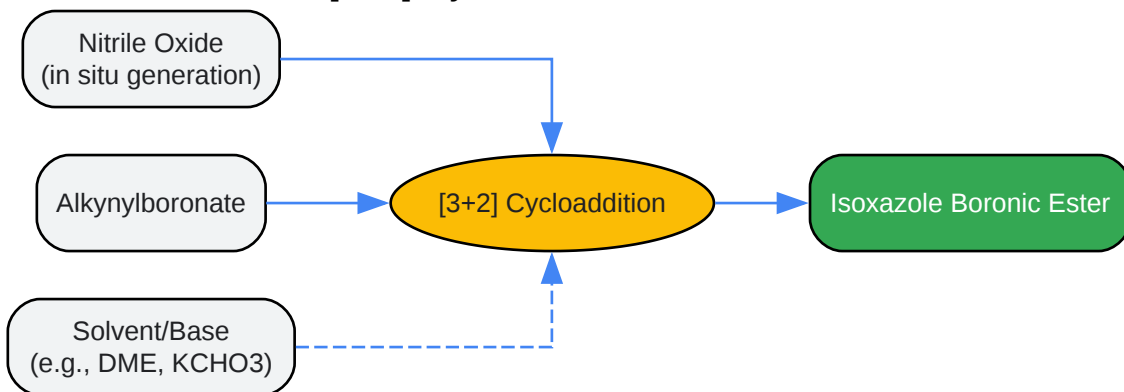 Nitrile Oxide
(in situ generation)
Alkynylboronate
[3+2] Cycloaddition
Isoxazole Boronic Ester
Solvent/Base
(e.g., DME, KCHO3)